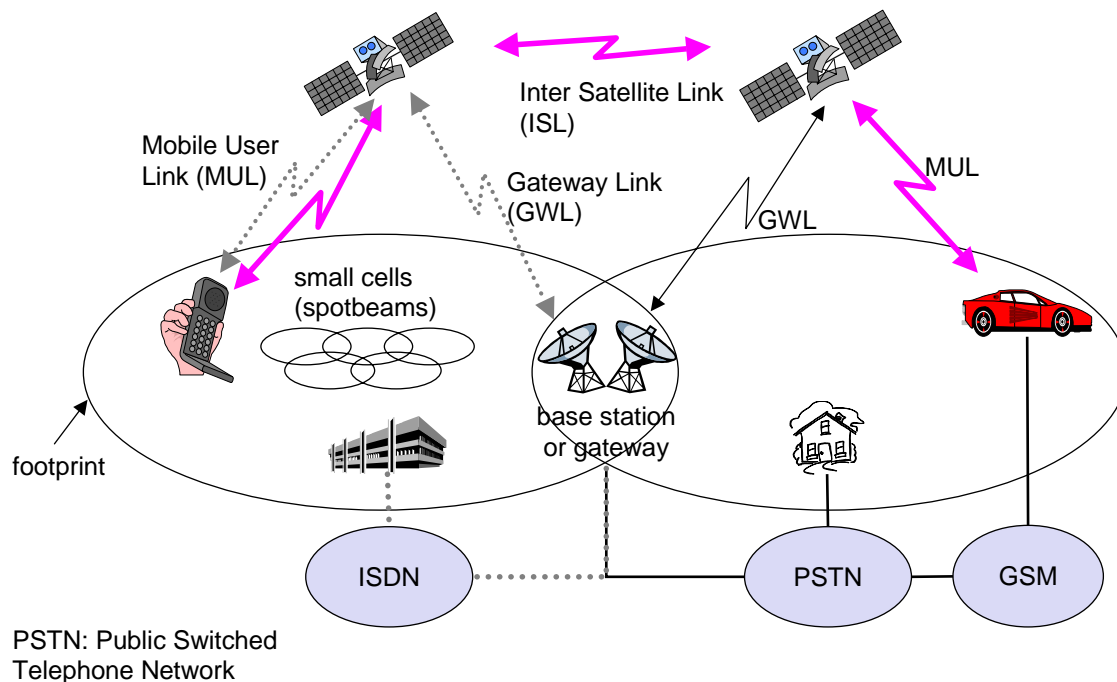 Inter Satellite Link
(ISL)
Mobile User
Link (MUL)
MUL
Gateway Link
(GWL)
GWL
small cells
(spotbeams)
base station
or gateway
footprint
ISDN
PSTN
GSM
PSTN: Public Switched
Telephone Network